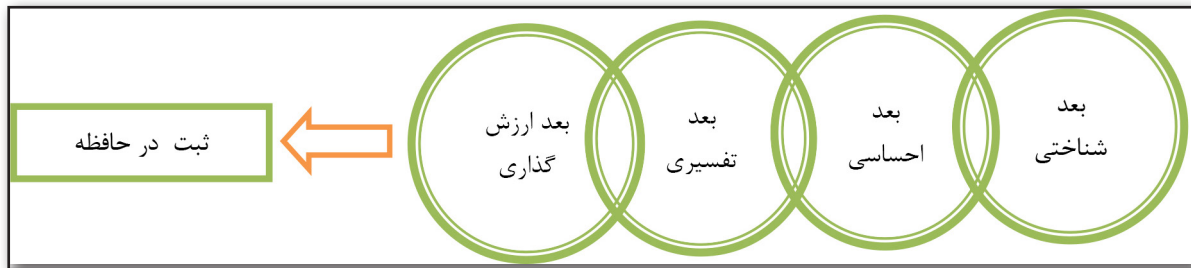 بعد
شناختی
بعد
احساسی
بعد
تفسیری
بعد ارزش
گذاری
ثبت در حافظه